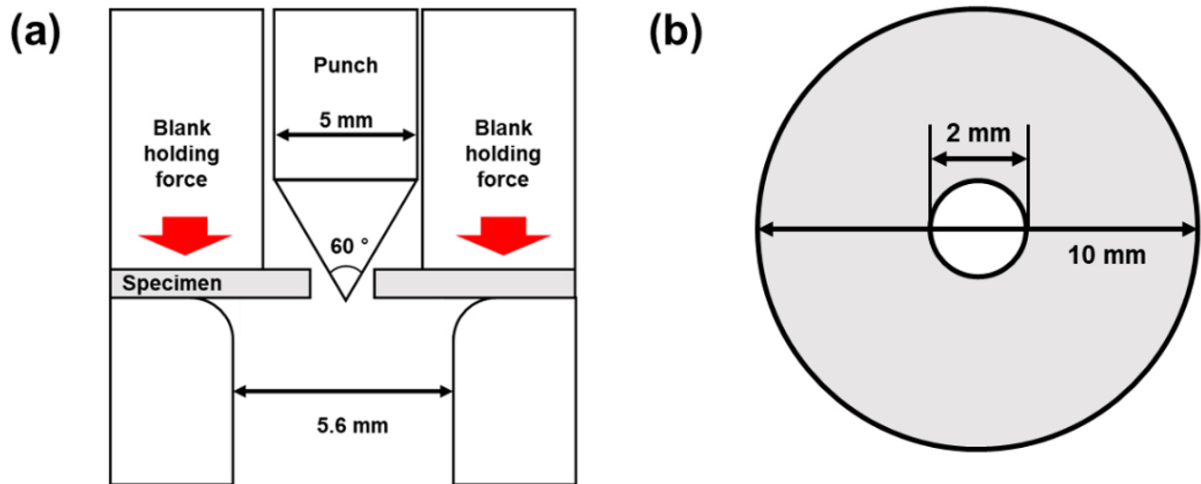 (a)
Punch
5 mm
Blank
holding
force
Blank
holding
force
60 °
Specimen
5.6 mm
(b)
2 mm
10 mm